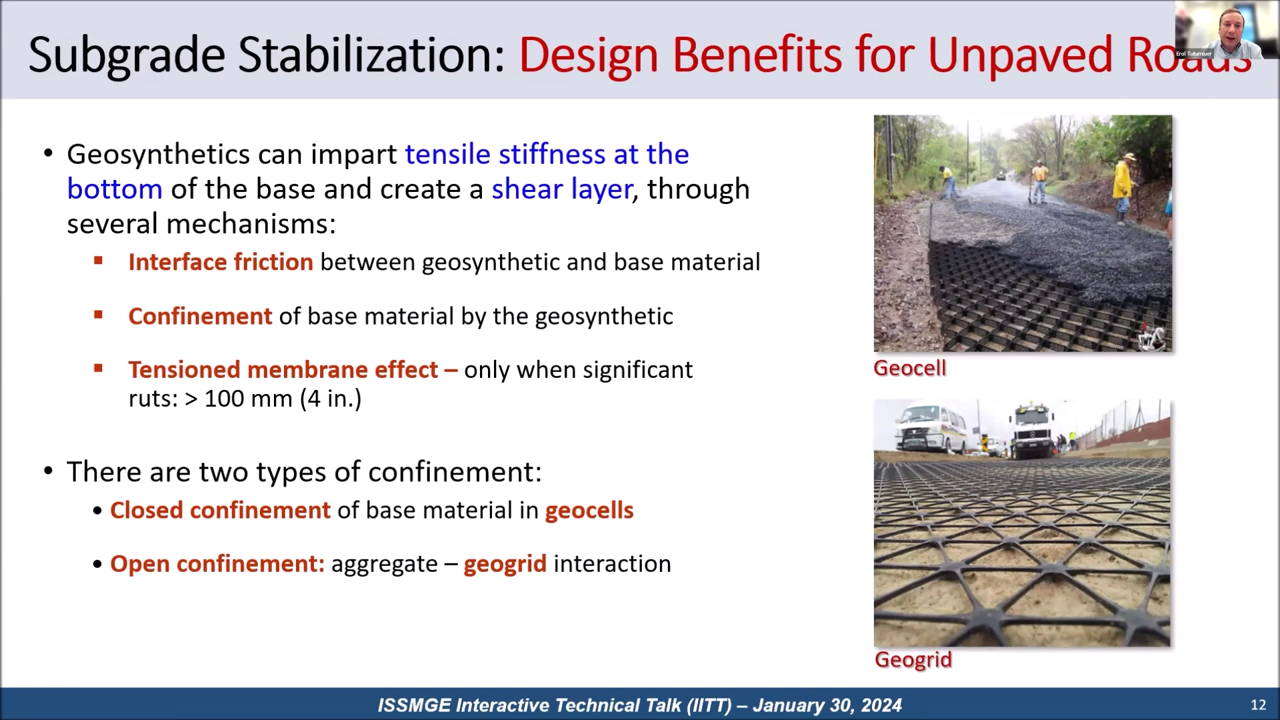 Subgrade Stabilization: Design Benefits for Unpaved Roads
Erol Tutumluer
• Geosynthetics can impart tensile stiffness at the
bottom of the base and create a shear layer, through
several mechanisms:
▪ Interface friction between geosynthetic and base material
▪ Confinement of base material by the geosynthetic
▪ Tensioned membrane effect – only when significant
ruts: > 100 mm (4 in.)
• There are two types of confinement:
• Closed confinement of base material in geocells
• Open confinement: aggregate – geogrid interaction
Geocell
Geogrid
ISSMGE Interactive Technical Talk (IITT) – January 30, 2024
12